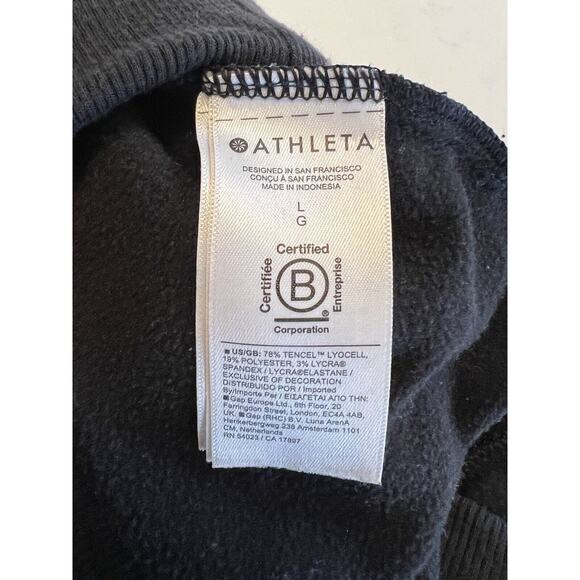 ATHLETA
DESIGNED IN SAN FRANCISCO
CONÇU À SAN FRANCISCO
MADE IN INDONESIA
L
G
Certified
Certifiée
B
Entreprise
®
Corporation
US/GB: 78% TENCEL™ LYOCELL,
19% POLYESTER, 3% LYCRA®
SPANDEX / LYCRA®ELASTANE /
EXCLUSIVE OF DECORATION
DISTRIBUIDO POR / Imported
By/Importe Par / ΕΙΣΑΓΕΤΑΙ ΑΠΟ ΤΗΝ:
Gap Europe Ltd., 6th Floor, 20
Farringdon Street, London, EC4A 4AB,
UK. Gap (RHC) B.V. Luna ArenA
Herikerbergweg 238 Amsterdam 1101
CM, Netherlands
RN 54023 / CA 17897